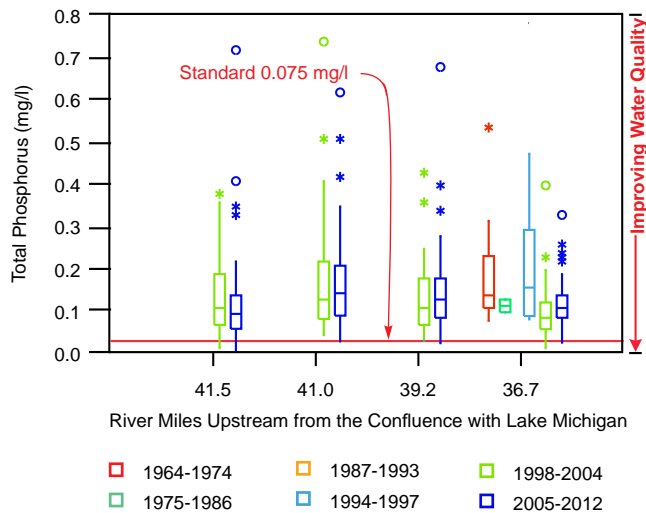 0.8
0.7
0.6
0.5
0.4
0.3
0.2
0.1
0.0
Total Phosphorus (mg/l)
Standard 0.075 mg/l
Improving Water Quality
41.5 41.0 39.2 36.7
River Miles Upstream from the Confluence with Lake Michigan
1964-1974 1987-1993 1998-2004
1975-1986 1994-1997 2005-2012